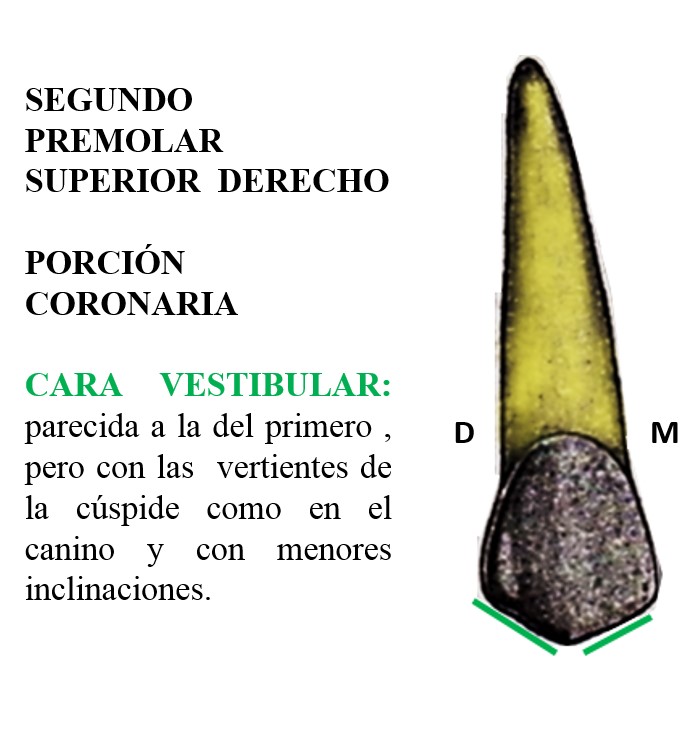 SEGUNDO
PREMOLAR
SUPERIOR DERECHO
PORCIÓN
CORONARIA
CARA VESTIBULAR:
parecida a la del primero ,
pero con las vertientes de
la cúspide como en el
canino y con menores
inclinaciones.
D
M